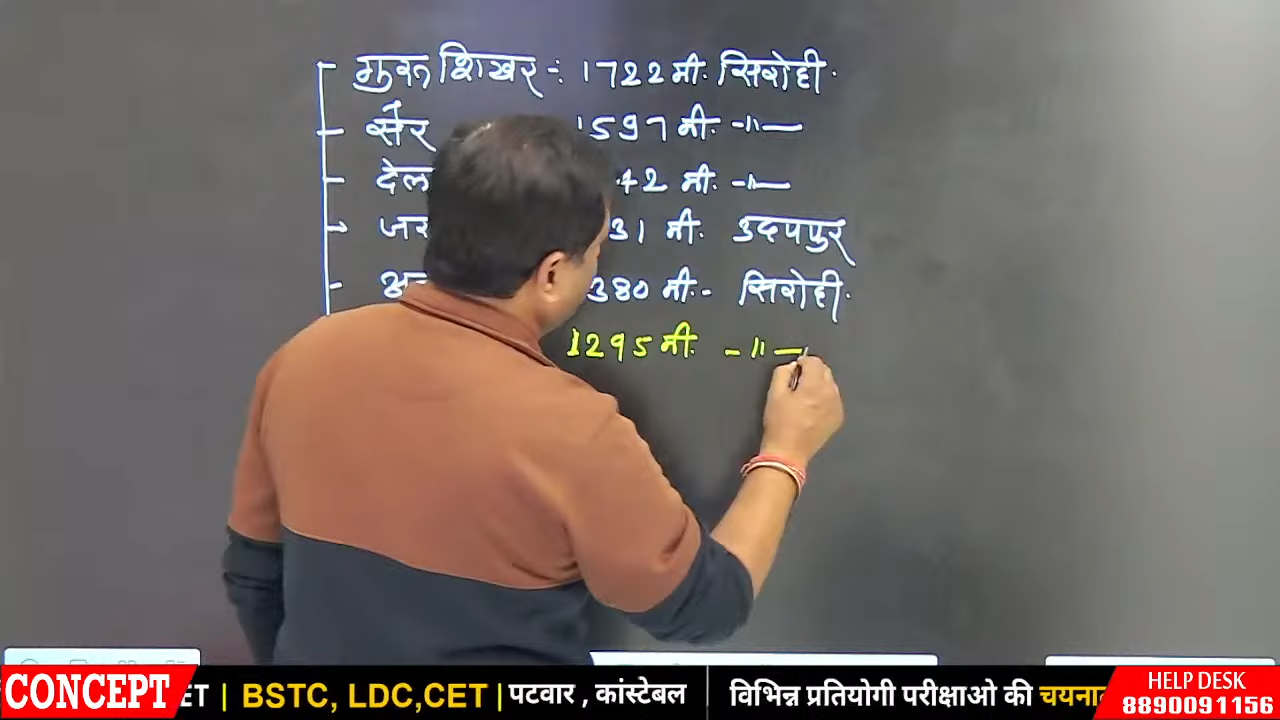 गुरू शिखर -: 1722 मी. सिरोही.
सेर 1597 मी. -"-
देल 42 मी. -"-
जर 31 मी. उदयपुर
380 मी. - सिरोही.
1295 मी. -"-
CONCEPT ET | BSTC, LDC,CET | पटवार , कांस्टेबल | विभिन्न प्रतियोगी परीक्षाओ की चयना
HELP DESK
8890091156